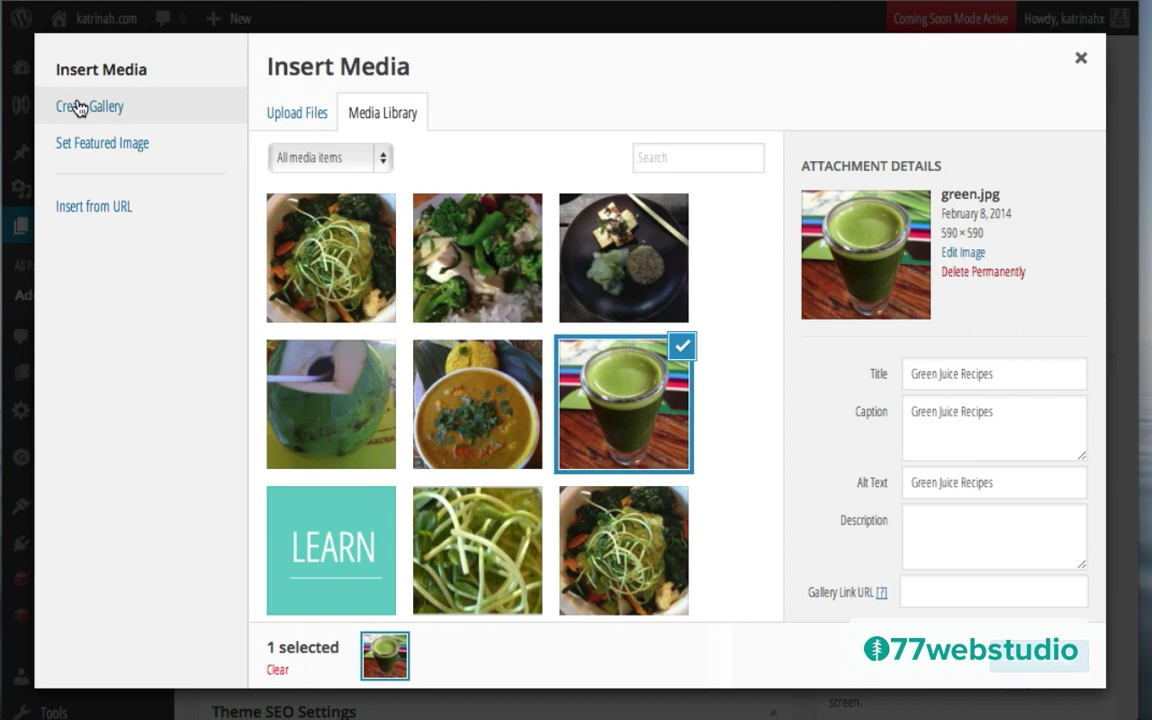 katrinah.com
0
New
Coming Soon Mode Active
Howdy, katrinahx
Insert Media
Create Gallery
Set Featured Image
Insert from URL
Insert Media
Upload Files
Media Library
All media items
Search
LEARN
ATTACHMENT DETAILS
green.jpg
February 8, 2014
590 × 590
Edit Image
Delete Permanently
Title
Green Juice Recipes
Caption
Green Juice Recipes
Alt Text
Green Juice Recipes
Description
Gallery Link URL [?]
1 selected
Clear
77webstudio
All P
Ad
Tools
Theme SEO Settings
screen.